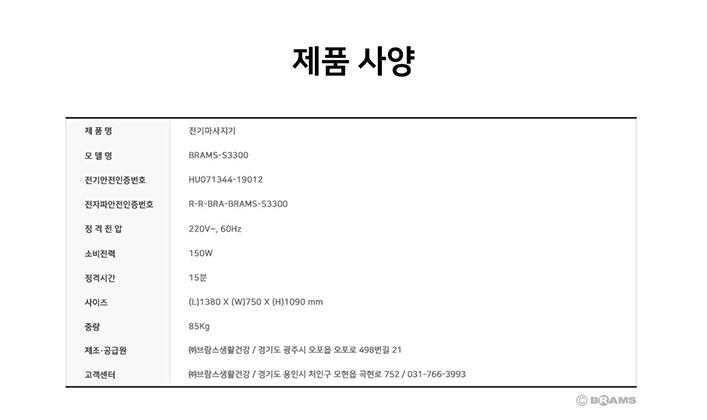 제품 사양
제 품 명 전기마사지기
모 델 명 BRAMS-S3300
전기안전인증번호 HU071344-19012
전자파안전인증번호 R-R-BRA-BRAMS-S3300
정 격 전 압 220V~, 60Hz
소비전력 150W
정격시간 15분
사이즈 (L)1380 X (W)750 X (H)1090 mm
중량 85Kg
제조·공급원 ㈜브람스생활건강 / 경기도 광주시 오포읍 오포로 498번길 21
고객센터 ㈜브람스생활건강 / 경기도 용인시 처인구 모현읍 곡현로 752 / 031-766-3993
© BRAMS